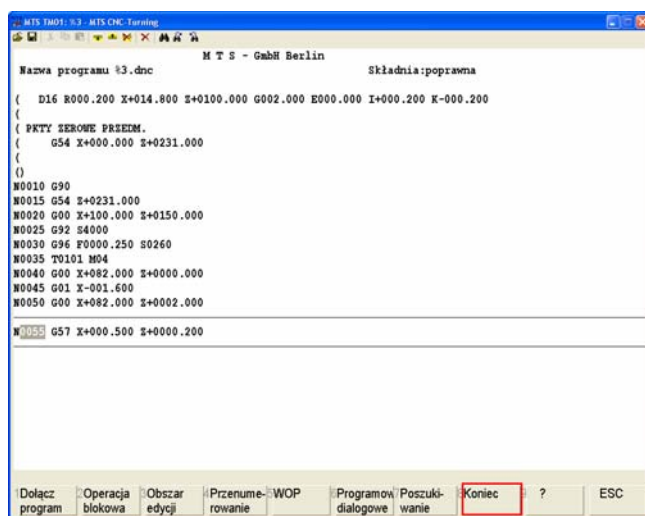 MTS TM01: %3 - MTS CNC-Turning
M T S - GmbH Berlin
Nazwa programu %3.dnc Składnia:poprawna
( D16 R000.200 X+014.800 Z+0100.000 G002.000 E000.000 I+000.200 K-000.200
(
( PKTY ZEROWE PRZEDM.
( G54 X+000.000 Z+0231.000
(
()
N0010 G90
N0015 G54 Z+0231.000
N0020 G00 X+100.000 Z+0150.000
N0025 G92 S4000
N0030 G96 F0000.250 S0260
N0035 T0101 M04
N0040 G00 X+082.000 Z+0000.000
N0045 G01 X-001.600
N0050 G00 X+082.000 Z+0002.000
N0055 G57 X+000.500 Z+0000.200
1 Dołącz 2 Operacja 3 Obszar 4 Przenume- 5 WOP 6 Programow 7 Poszuki- 8 Koniec 9 ? ESC
program blokowa edycji rowanie dialogowe wanie